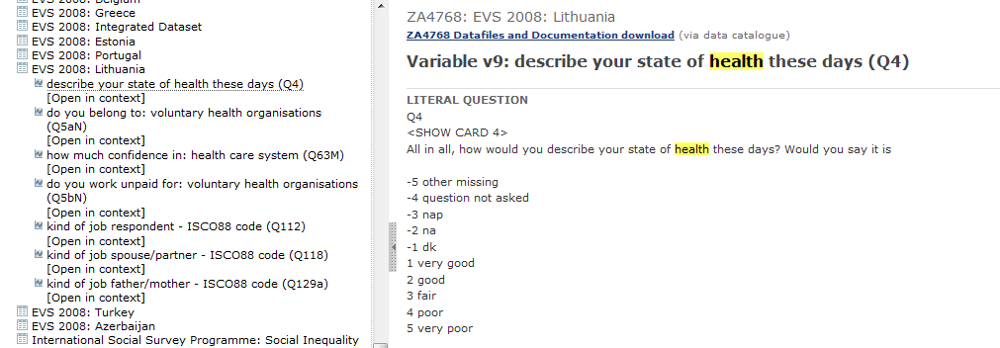 EVS 2008: Belgium
EVS 2008: Greece
EVS 2008: Integrated Dataset
EVS 2008: Estonia
EVS 2008: Portugal
EVS 2008: Lithuania
describe your state of health these days (Q4)
[Open in context]
do you belong to: voluntary health organisations
(Q5aN)
[Open in context]
how much confidence in: health care system (Q63M)
[Open in context]
do you work unpaid for: voluntary health organisations
(Q5bN)
[Open in context]
kind of job respondent - ISCO88 code (Q112)
[Open in context]
kind of job spouse/partner - ISCO88 code (Q118)
[Open in context]
kind of job father/mother - ISCO88 code (Q129a)
[Open in context]
EVS 2008: Turkey
EVS 2008: Azerbaijan
International Social Survey Programme: Social Inequality
ZA4768: EVS 2008: Lithuania
ZA4768 Datafiles and Documentation download (via data catalogue)
Variable v9: describe your state of health these days (Q4)
LITERAL QUESTION
Q4
<SHOW CARD 4>
All in all, how would you describe your state of health these days? Would you say it is
-5 other missing
-4 question not asked
-3 nap
-2 na
-1 dk
1 very good
2 good
3 fair
4 poor
5 very poor